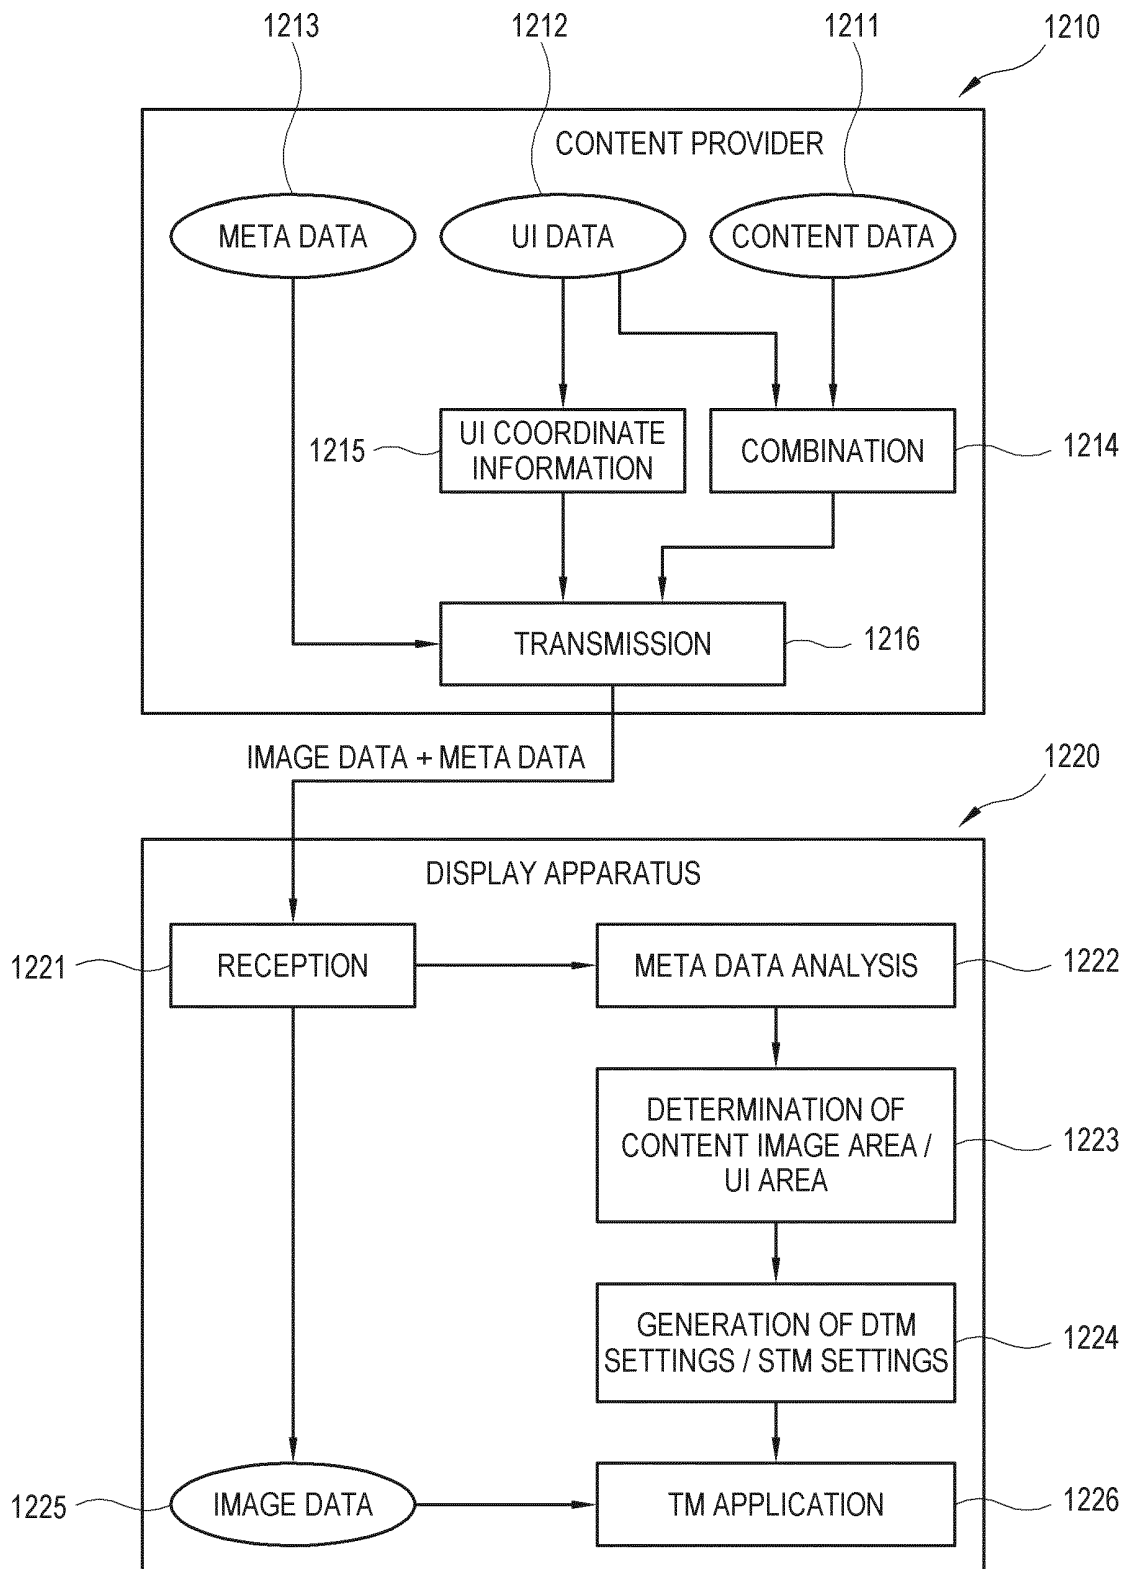 1213
1212
1211
1210
CONTENT PROVIDER
META DATA
UI DATA
CONTENT DATA
1215
UI COORDINATE
INFORMATION
COMBINATION
1214
TRANSMISSION
1216
IMAGE DATA + META DATA
1220
DISPLAY APPARATUS
1221
RECEPTION
META DATA ANALYSIS
1222
DETERMINATION OF
CONTENT IMAGE AREA /
UI AREA
1223
GENERATION OF DTM
SETTINGS / STM SETTINGS
1224
1225
IMAGE DATA
TM APPLICATION
1226